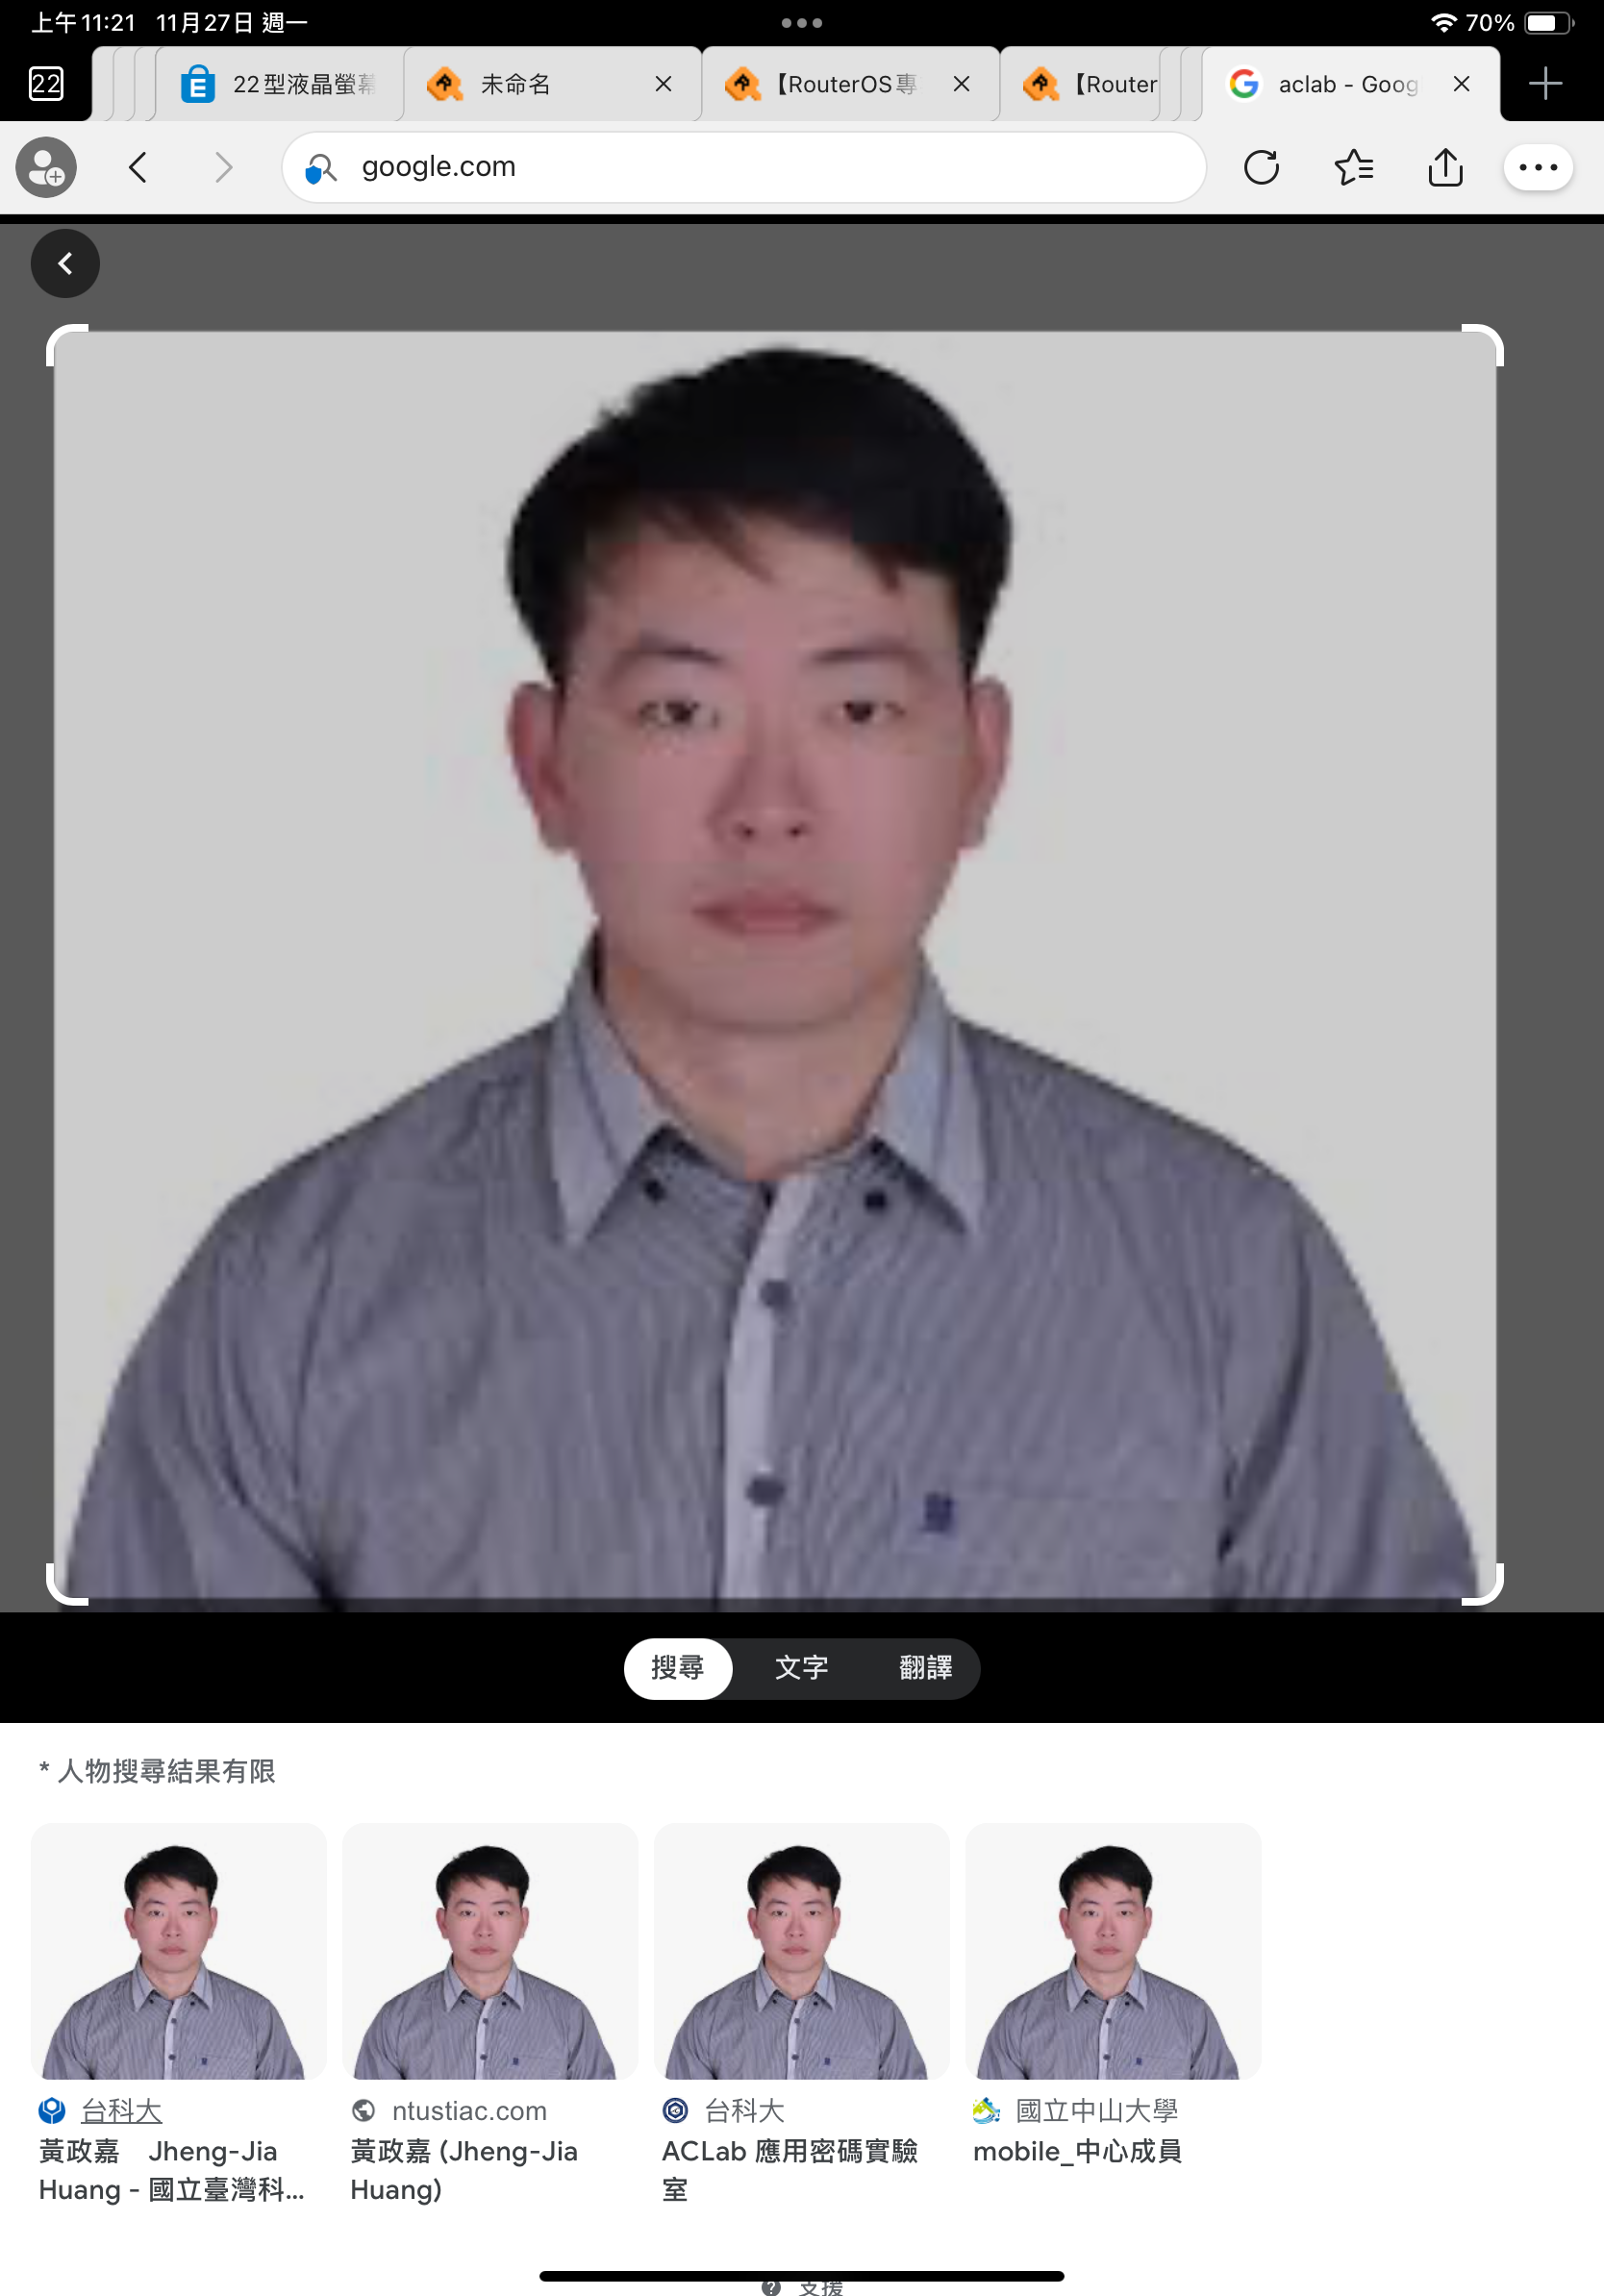 上午11:21 11月27日 週一
70%
22
22型液晶螢幕
未命名
【RouterOS專
【Router
aclab - Goog
google.com
搜尋
文字
翻譯
* 人物搜尋結果有限
台科大
黃政嘉 Jheng-Jia
Huang - 國立臺灣科...
ntustiac.com
黃政嘉 (Jheng-Jia
Huang)
台科大
ACLab 應用密碼實驗
室
國立中山大學
mobile_中心成員
支援